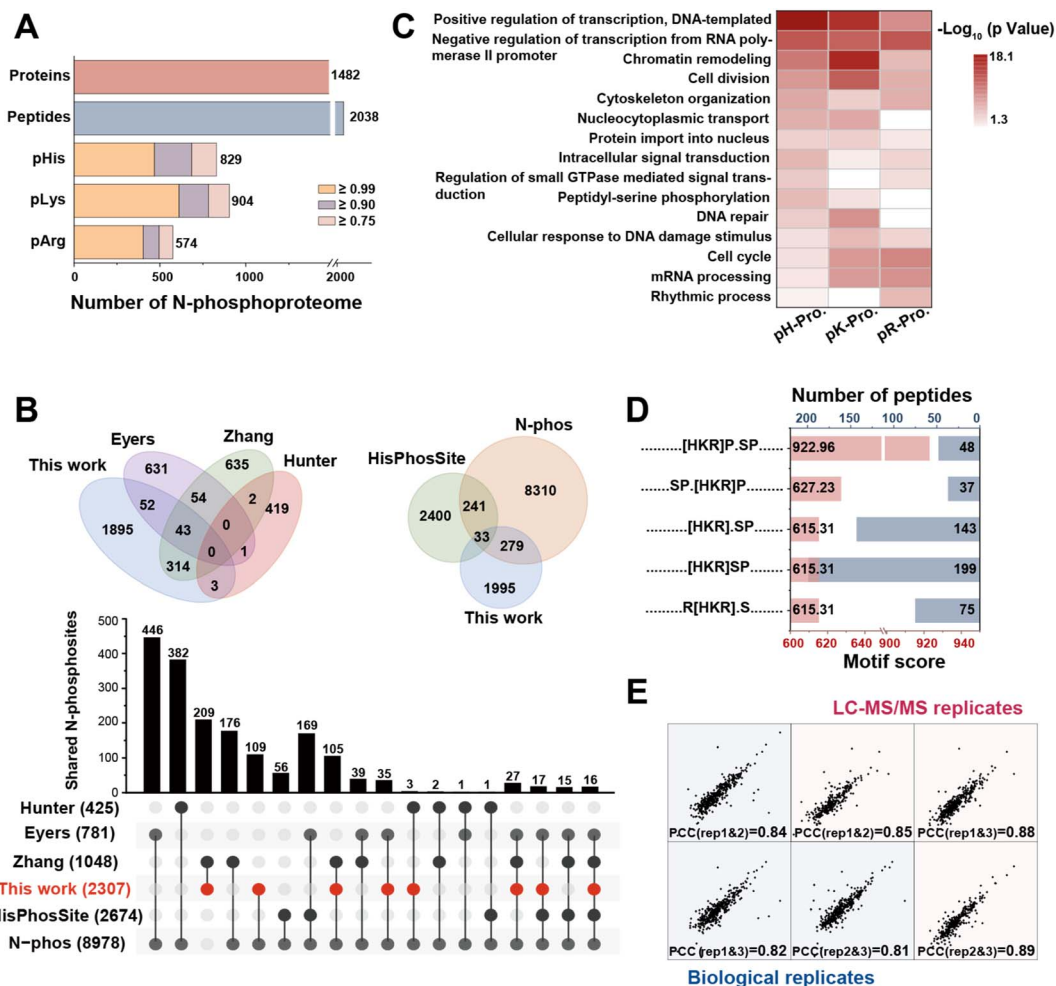 A
Proteins
1482
Peptides
2038
pHis
829
pLys
904
pArg
574
≥ 0.99
≥ 0.90
≥ 0.75
0
500
1000
2000
Number of N-phosphoproteome
C
Positive regulation of transcription, DNA-templated
Negative regulation of transcription from RNA poly-
merase II promoter
Chromatin remodeling
Cell division
Cytoskeleton organization
Nucleocytoplasmic transport
Protein import into nucleus
Intracellular signal transduction
Regulation of small GTPase mediated signal trans-
duction
Peptidyl-serine phosphorylation
DNA repair
Cellular response to DNA damage stimulus
Cell cycle
mRNA processing
Rhythmic process
pH-Pro.
pK-Pro.
pR-Pro.
-Log10 (p Value)
18.1
1.3
B
Eyers
Zhang
This work
Hunter
631
635
52
54
2
419
1895
43
0
0
1
314
3
N-phos
HisPhosSite
8310
241
2400
33
279
1995
This work
Shared N-phosphosites
500
400
300
200
100
0
446
382
209
176
109
56
169
105
39
35
3
2
1
1
27
17
15
16
Hunter (425)
Eyers (781)
Zhang (1048)
This work (2307)
HisPhosSite (2674)
N−phos (8978)
D
Number of peptides
200
150
100
50
0
..........[HKR]P.SP......
922.96
48
......SP.[HKR]P.........
627.23
37
..........[HKR].SP.......
615.31
143
..........[HKR]SP........
615.31
199
.........R[HKR].S........
615.31
75
600
620
640
900
920
940
Motif score
E
LC-MS/MS replicates
PCC(rep1&2)=0.84
PCC(rep1&2)=0.85
PCC(rep1&3)=0.88
PCC(rep1&3)=0.82
PCC(rep2&3)=0.81
PCC(rep2&3)=0.89
Biological replicates